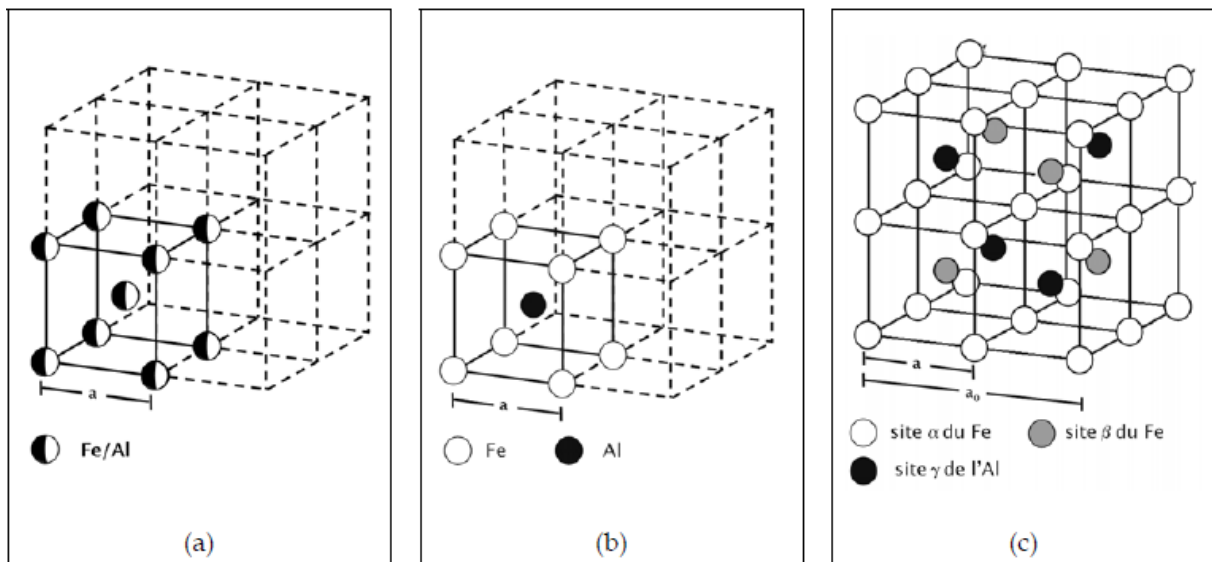 a
Fe/Al
(a)
a
Fe
Al
(b)
a
a₀
site α du Fe
site β du Fe
site γ de l'Al
(c)